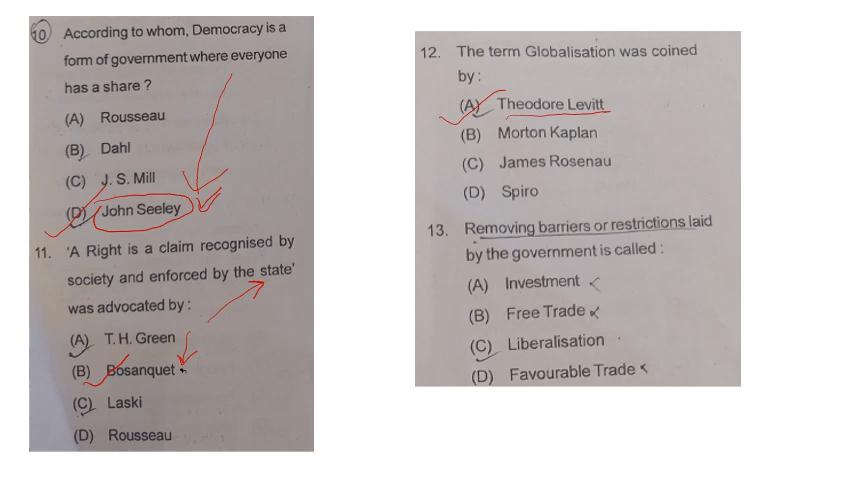 10. According to whom, Democracy is a
form of government where everyone
has a share ?
(A) Rousseau
(B) Dahl
(C) J. S. Mill
(D) John Seeley
11. 'A Right is a claim recognised by
society and enforced by the state'
was advocated by :
(A) T. H. Green
(B) Bosanquet
(C) Laski
(D) Rousseau
12. The term Globalisation was coined
by :
(A) Theodore Levitt
(B) Morton Kaplan
(C) James Rosenau
(D) Spiro
13. Removing barriers or restrictions laid
by the government is called :
(A) Investment
(B) Free Trade
(C) Liberalisation
(D) Favourable Trade